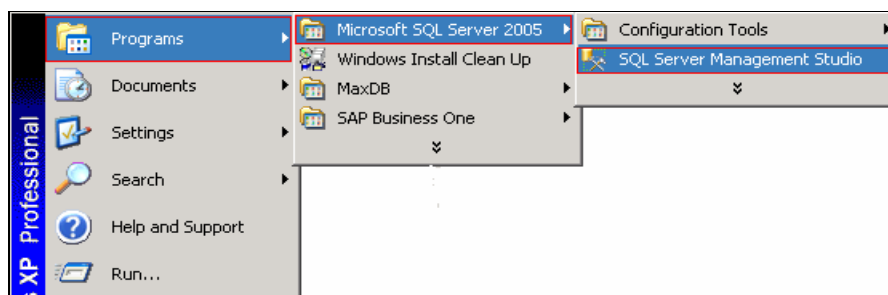 Programs
Documents
Settings
Search
Help and Support
Run...
Microsoft SQL Server 2005
Windows Install Clean Up
MaxDB
SAP Business One
Configuration Tools
SQL Server Management Studio
XP Professional